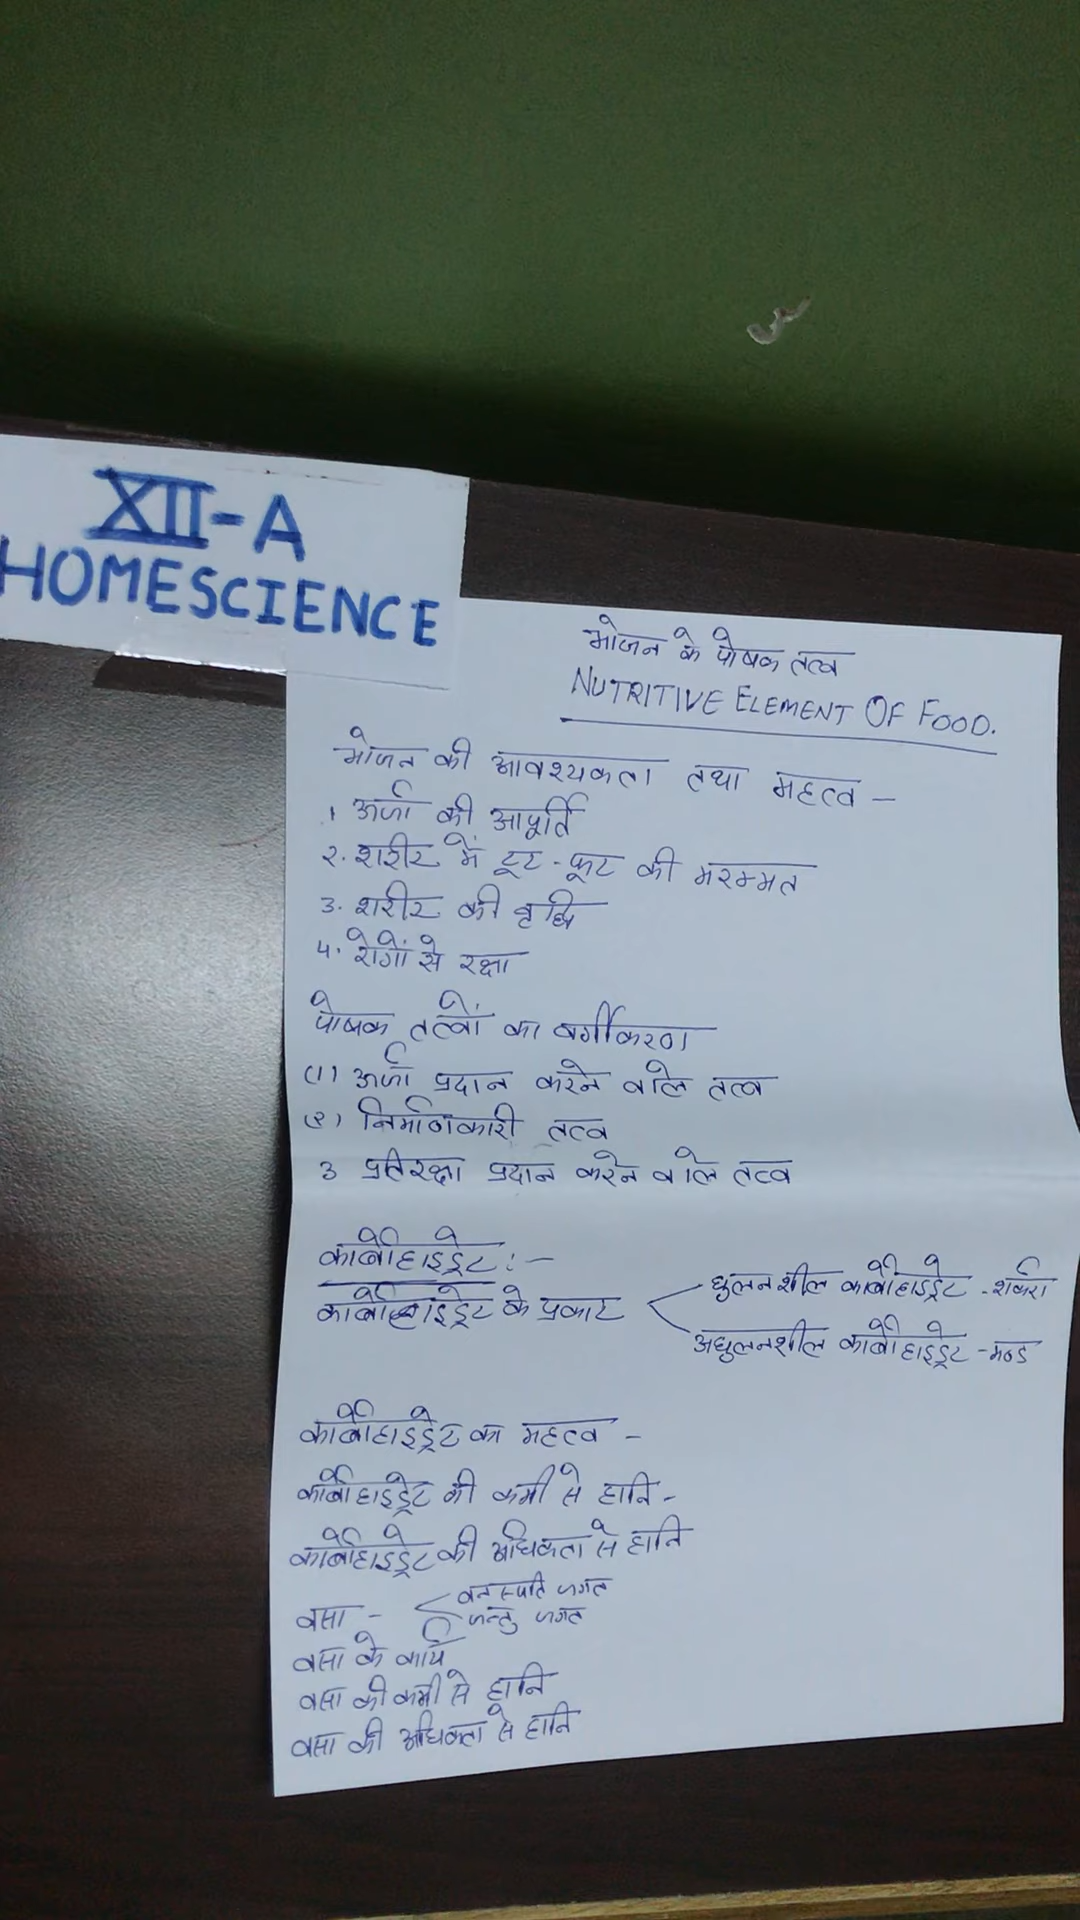 XII-A
HOMESCIENCE
भोजन के पोषक तत्व
NUTRITIVE ELEMENT OF FOOD.
भोजन की आवश्यकता तथा महत्व -
1 ऊर्जा की आपूर्ति
२. शरीर में टूट-फूट की मरम्मत
3. शरीर की वृद्धि
4. रोगों से रक्षा
पोषक तत्वों का वर्गीकरण
(1) ऊर्जा प्रदान करने वाले तत्व
(२) निर्माणकारी तत्व
3 प्रतिरक्षा प्रदान करने वाले तत्व
कार्बोहाइड्रेट :-
कार्बोहाइड्रेट के प्रकार
घुलनशील कार्बोहाइड्रेट - शर्करा
अघुलनशील कार्बोहाइड्रेट - मण्ड
कार्बोहाइड्रेट का महत्व -
कार्बोहाइड्रेट की कमी से हानि -
कार्बोहाइड्रेट की अधिकता से हानि
वसा -
वनस्पति जगत
जन्तु जगत
वसा के कार्य
वसा की कमी से हानि
वसा की अधिकता से हानि